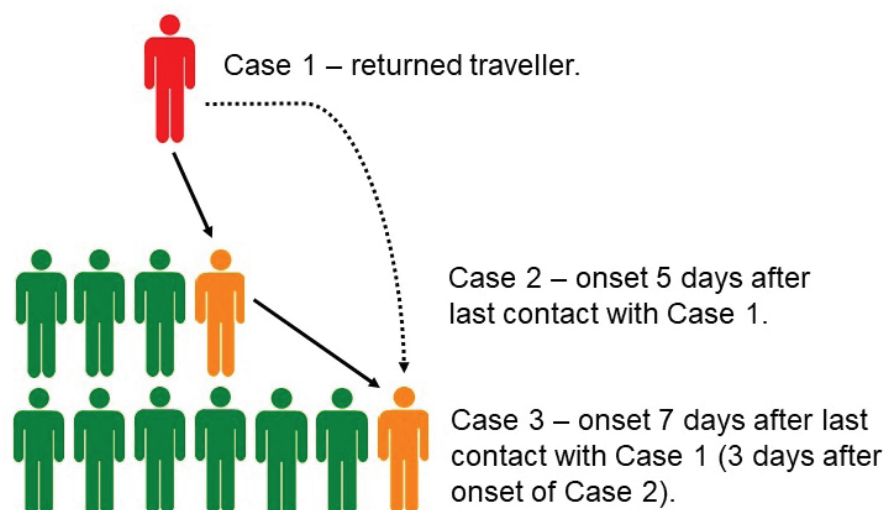 Case 1 – returned traveller.
Case 2 – onset 5 days after
last contact with Case 1.
Case 3 – onset 7 days after last
contact with Case 1 (3 days after
onset of Case 2).